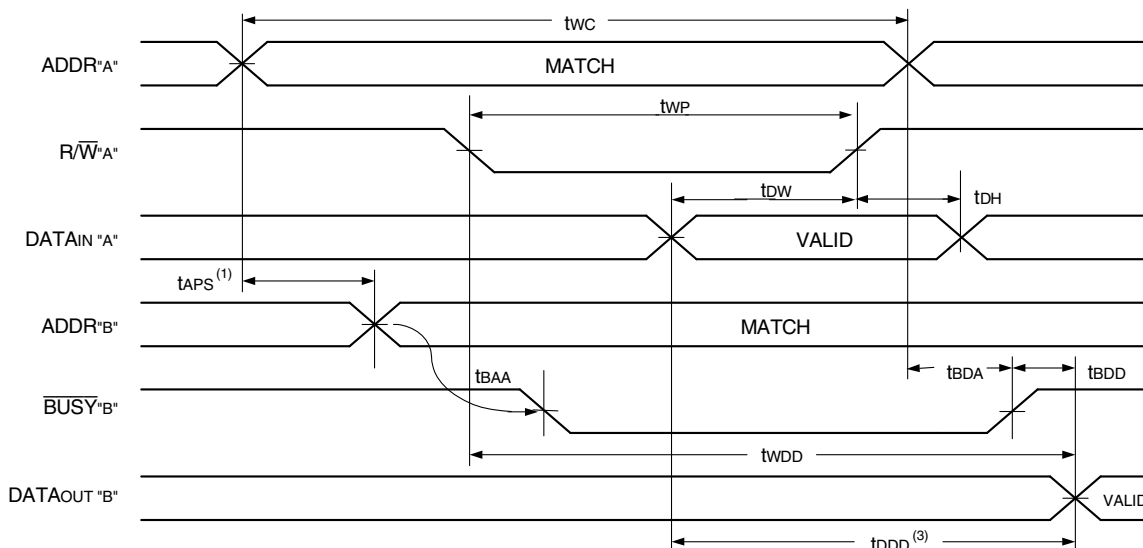 tWC
ADDR"A"
MATCH
tWP
R/W̅"A"
tDW
tDH
DATAIN "A"
VALID
tAPS (1)
ADDR"B"
MATCH
tBAA
tBDA
tBDD
B̅U̅S̅Y̅"B"
tWDD
DATAOUT "B"
VALID
tDDD (3)